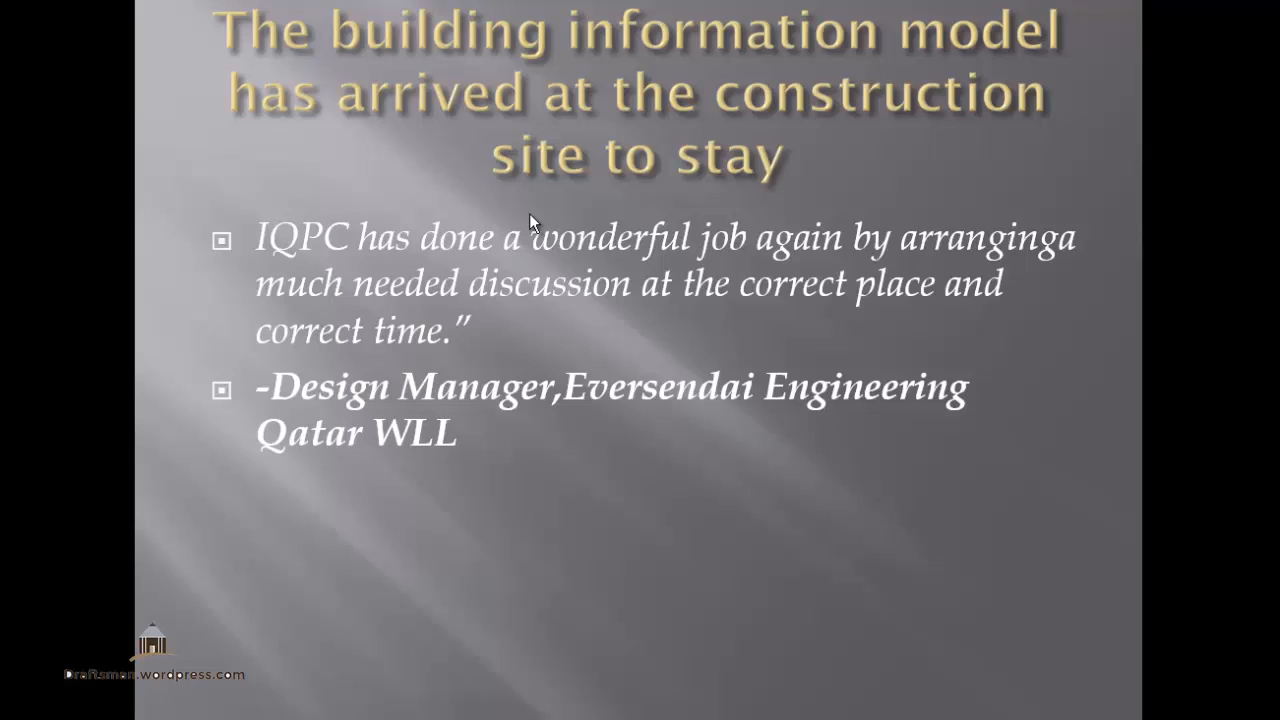 The building information model
has arrived at the construction
site to stay
IQPC has done a wonderful job again by arranginga
much needed discussion at the correct place and
correct time.”
-Design Manager,Eversendai Engineering
Qatar WLL
Draftsman.wordpress.com